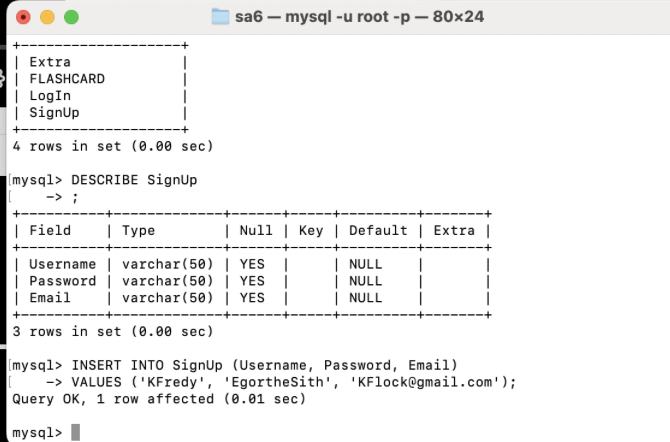 sa6 — mysql -u root -p — 80×24
+------------------+
| Extra            |
| FLASHCARD        |
| LogIn            |
| SignUp           |
+------------------+
4 rows in set (0.00 sec)

[mysql> DESCRIBE SignUp
[    -> ;
+----------+-------------+------+-----+---------+-------+
| Field    | Type        | Null | Key | Default | Extra |
+----------+-------------+------+-----+---------+-------+
| Username | varchar(50) | YES  |     | NULL    |       |
| Password | varchar(50) | YES  |     | NULL    |       |
| Email    | varchar(50) | YES  |     | NULL    |       |
+----------+-------------+------+-----+---------+-------+
3 rows in set (0.00 sec)

[mysql> INSERT INTO SignUp (Username, Password, Email)
[    -> VALUES ('KFredy', 'EgortheSith', 'KFlock@gmail.com');
Query OK, 1 row affected (0.01 sec)

mysql>